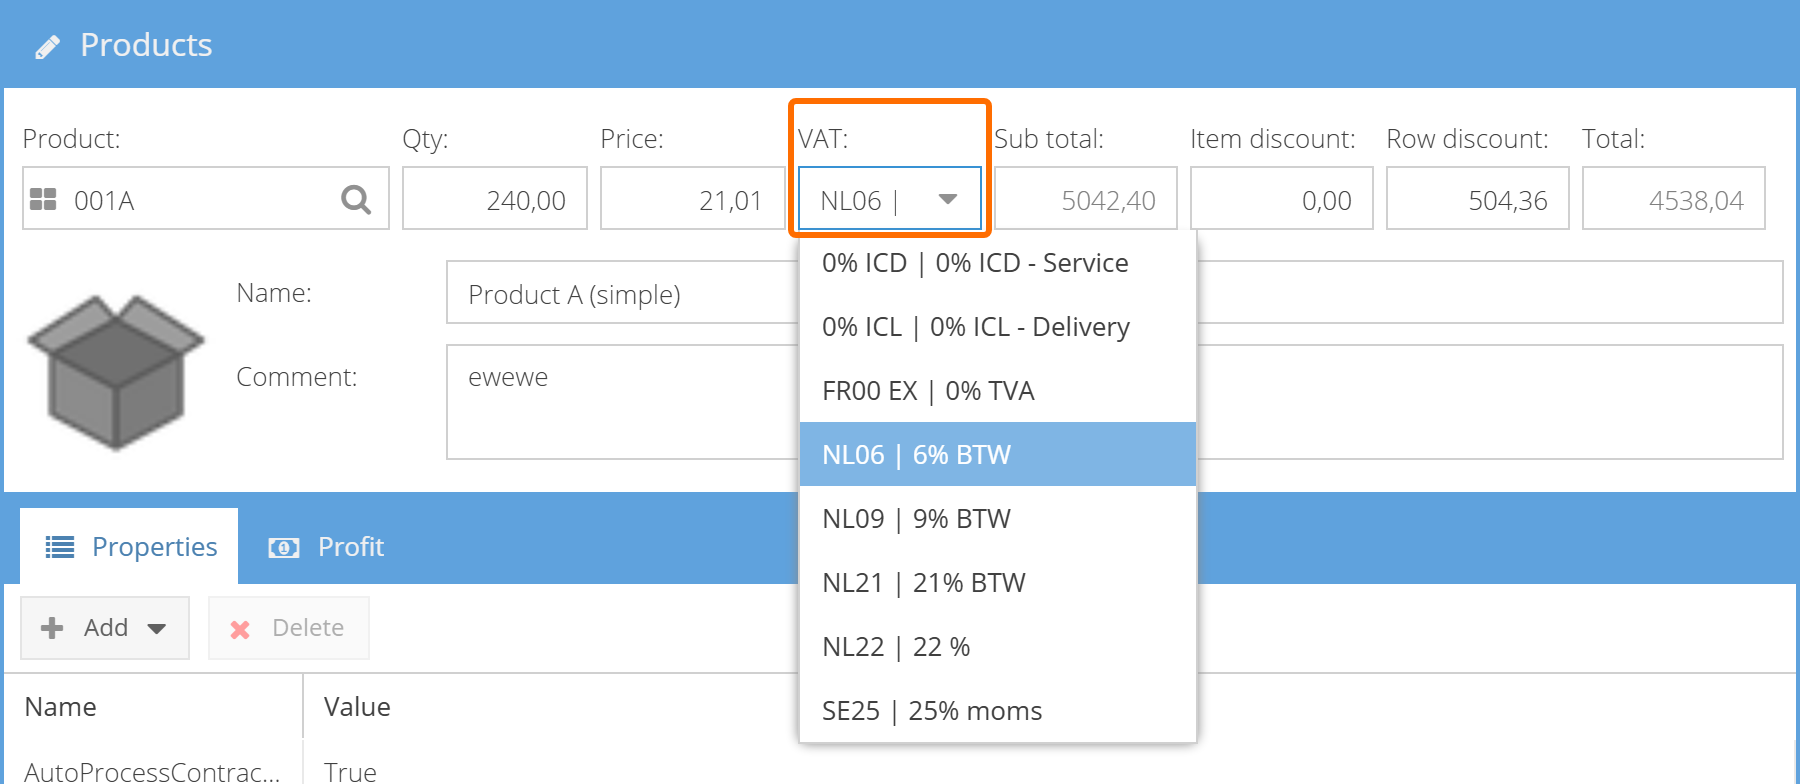 Products
Product: Qty: Price: VAT: Sub total: Item discount: Row discount: Total:
001A 240,00 21,01 NL06 | 5042,40 0,00 504,36 4538,04
0% ICD | 0% ICD - Service
Name: Product A (simple)
0% ICL | 0% ICL - Delivery
Comment: ewewe
FR00 EX | 0% TVA
NL06 | 6% BTW
NL09 | 9% BTW
Properties Profit
NL21 | 21% BTW
Add Delete
NL22 | 22 %
Name Value
SE25 | 25% moms
AutoProcessContrac... True